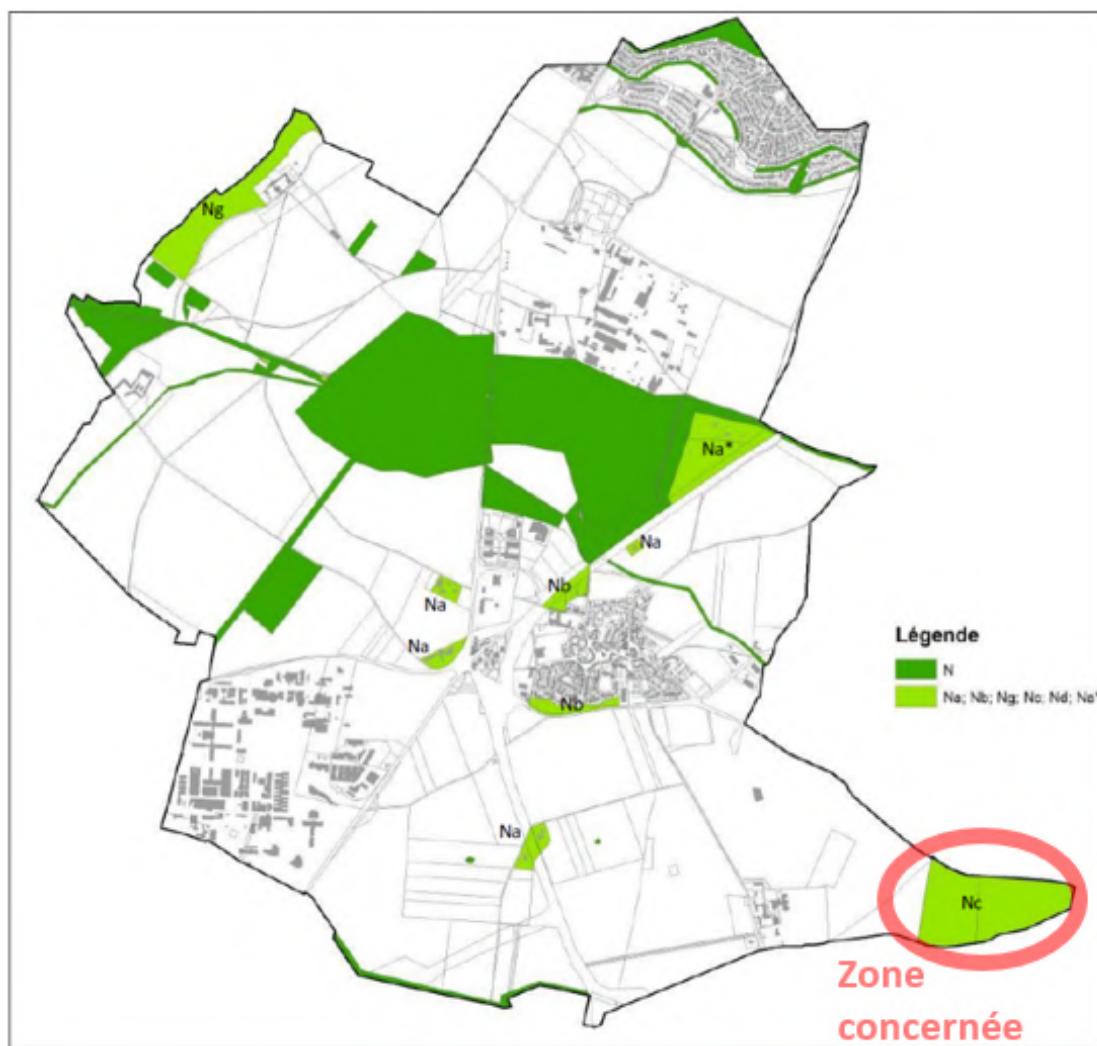 Ng
Na*
Na
Nb
Na
Na
Nb
Légende
N
Na; Nb; Ng; Nc; Nd; Na*
Na
Nc
Zone
concernée